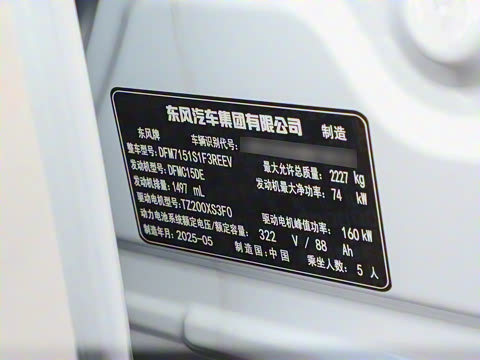 东风汽车集团有限公司 制造
东风牌 车辆识别代号:
整车型号: DFM7151S1F3REEV 最大允许总质量: 2227 kg
发动机型号: DFMC15DE 发动机最大净功率: 74 kW
发动机排量: 1497 mL
驱动电机型号: TZ200XS3F0 驱动电机峰值功率: 160 kW
动力电池系统额定电压/额定容量: 322 V / 88 Ah
制造年月: 2025-05 制造国: 中国 乘坐人数: 5 人